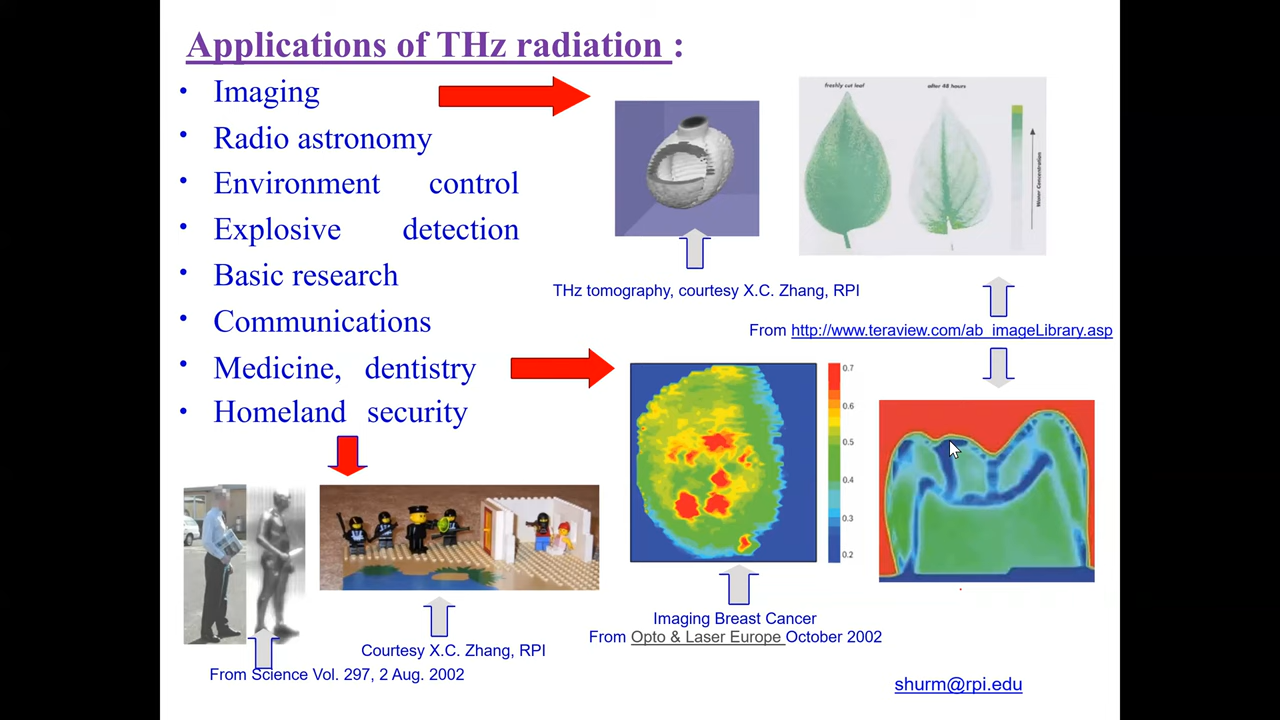 Applications of THz radiation :
• Imaging
• Radio astronomy
• Environment control
• Explosive detection
• Basic research
• Communications
• Medicine, dentistry
• Homeland security
freshly cut leaf
after 48 hours
Water Concentration
THz tomography, courtesy X.C. Zhang, RPI
From http://www.teraview.com/ab_imageLibrary.asp
0.7
0.6
0.5
0.4
0.3
0.2
Imaging Breast Cancer
From Opto & Laser Europe October 2002
Courtesy X.C. Zhang, RPI
From Science Vol. 297, 2 Aug. 2002
shurm@rpi.edu